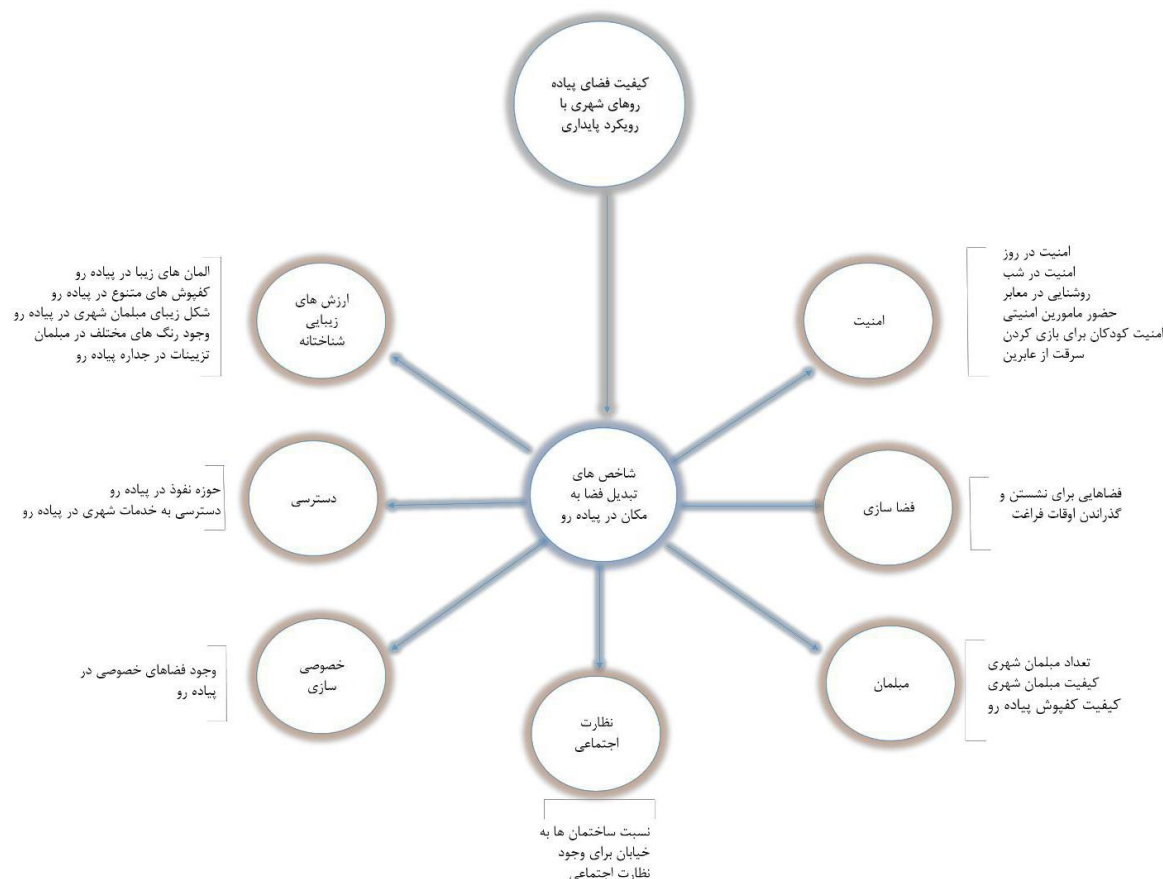 کیفیت فضای پیاده
روهای شهری با
رویکرد پایداری
امنیت
امنیت در روز
امنیت در شب
روشنایی در معابر
حضور مامورین امنیتی
امنیت کودکان برای بازی کردن
سرقت از عابرین
ارزش های
زیبایی
شناختانه
المان های زیبا در پیاده رو
کفپوش های متنوع در پیاده رو
شکل زیبای مبلمان شهری در پیاده رو
وجود رنگ های مختلف در مبلمان
تزیینات در جداره پیاده رو
شاخص های
تبدیل فضا به
مکان در پیاده رو
فضا سازی
فضاهایی برای نشستن و
گذراندن اوقات فراغت
دسترسی
حوزه نفوذ در پیاده رو
دسترسی به خدمات شهری در پیاده رو
مبلمان
تعداد مبلمان شهری
کیفیت مبلمان شهری
کیفیت کفپوش پیاده رو
خصوصی
سازی
وجود فضاهای خصوصی در
پیاده رو
نظارت
اجتماعی
نسبت ساختمان ها به
خیابان برای وجود
نظارت اجتماعی